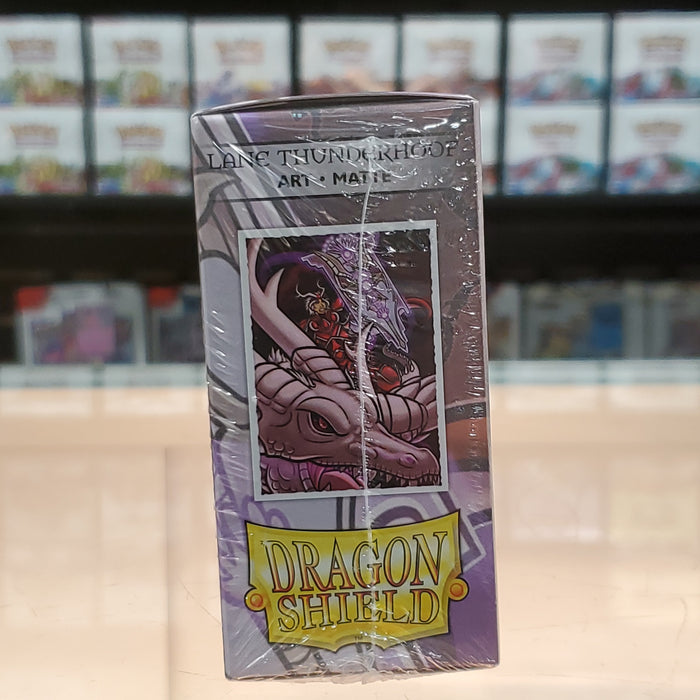 LANE THUNDERHOOF
ART • MATTE
DRAGON
SHIELD